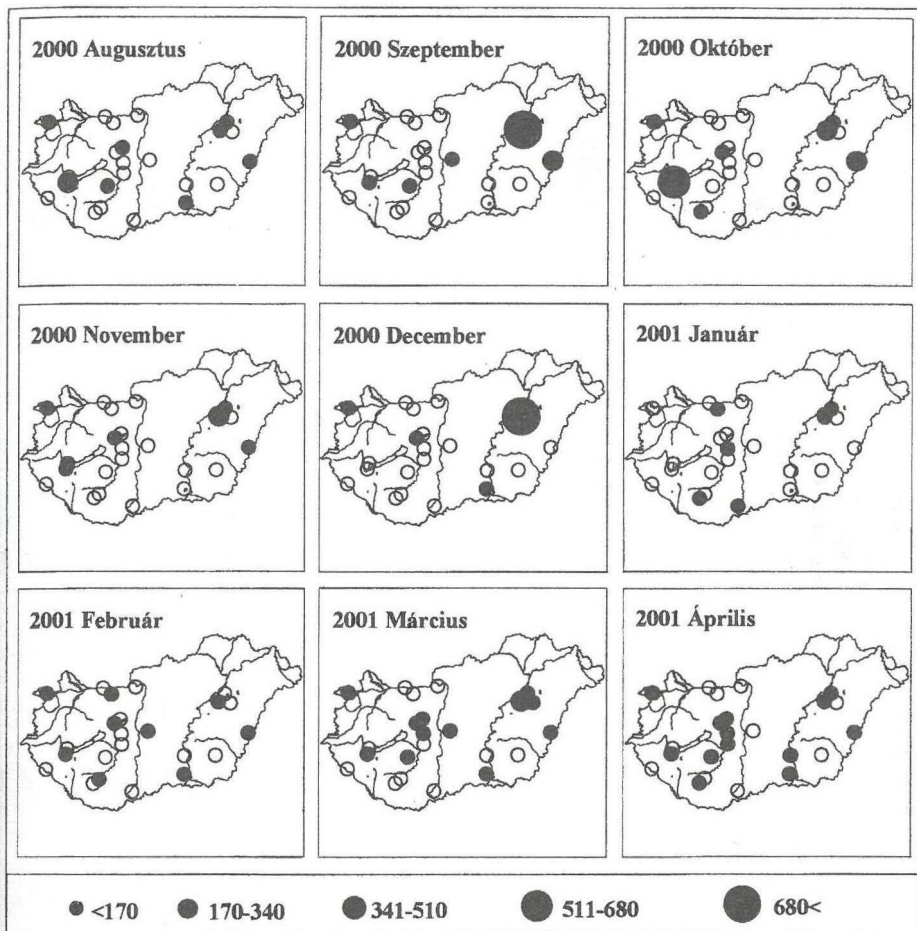 2000 Augusztus
2000 Szeptember
2000 Október
2000 November
2000 December
2001 Január
2001 Február
2001 Március
2001 Április
<170
170-340
341-510
511-680
680<